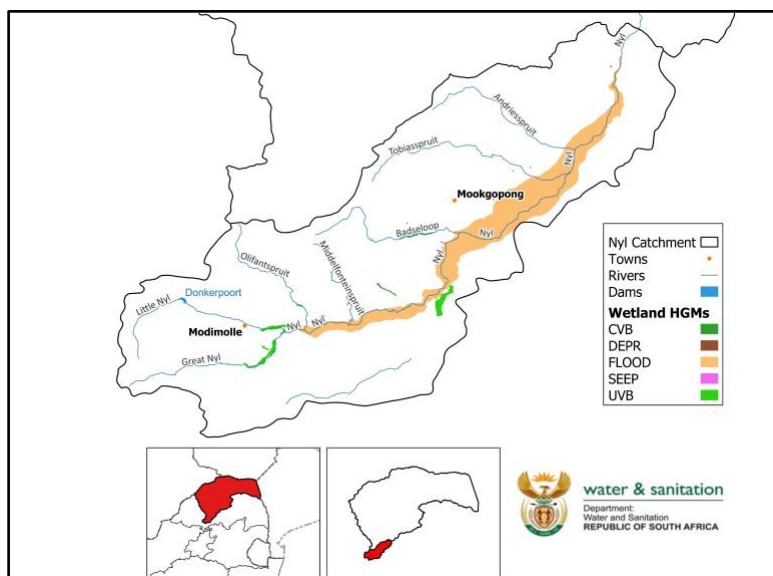 Nyl
Andriesspruit
Tobiasspruit
Nyl
Mookgopong
Badseloop
Nyl
Nyl
Olifantspruit
Middelfonteinspruit
Donkerpoort
Little Nyl
Modimolle
Nyl
Nyl
Great Nyl
Nyl Catchment
Towns
Rivers
Dams
Wetland HGMs
CVB
DEPR
FLOOD
SEEP
UVB
water & sanitation
Department:
Water and Sanitation
REPUBLIC OF SOUTH AFRICA